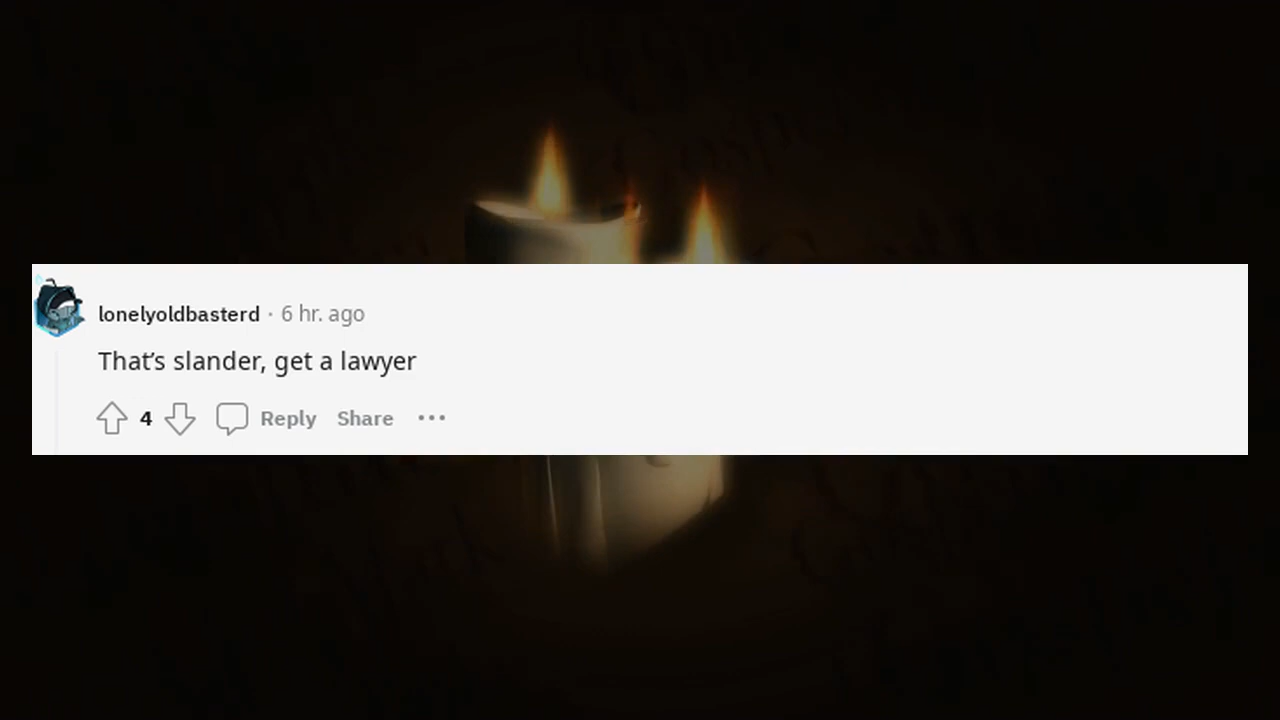 lonelyoldbasterd · 6 hr. ago
That’s slander, get a lawyer
4 Reply Share •••